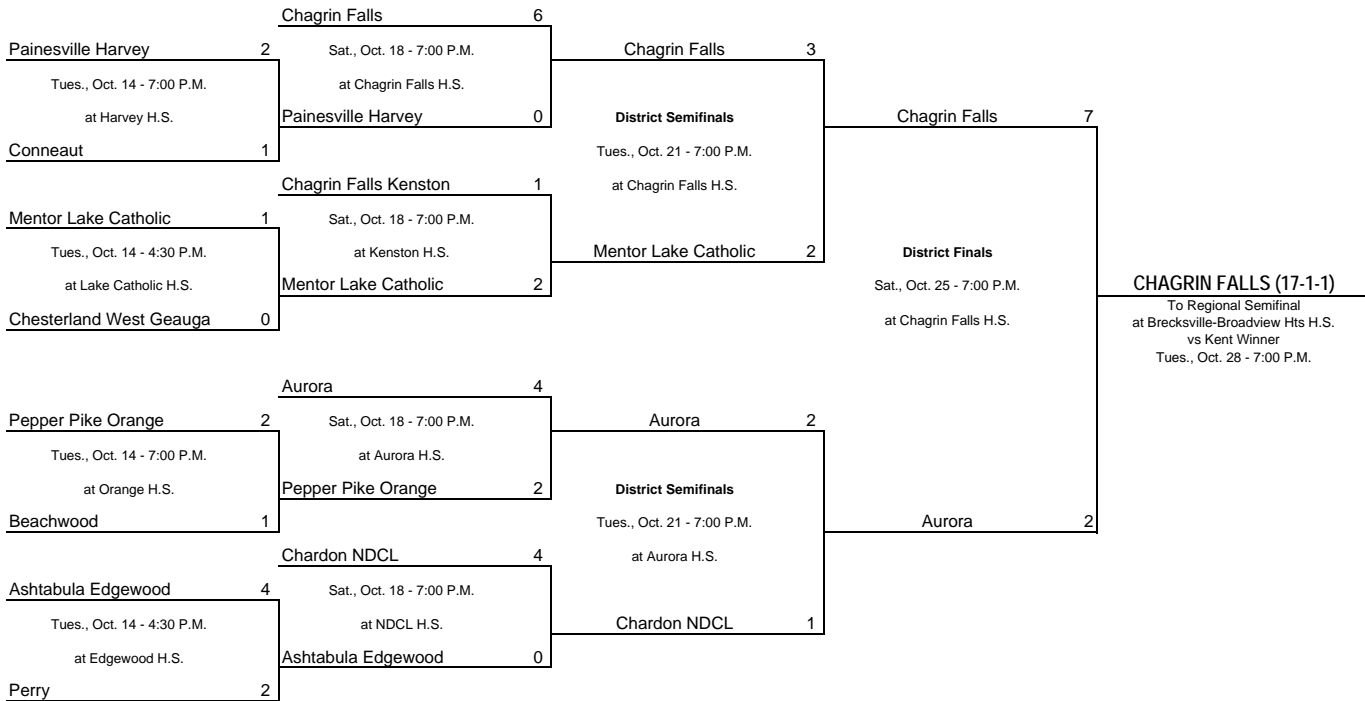 Chagrin Falls 6
Painesville Harvey 2
Sat., Oct. 18 - 7:00 P.M.
Chagrin Falls 3
Tues., Oct. 14 - 7:00 P.M.
at Chagrin Falls H.S.
at Harvey H.S.
Painesville Harvey 0
District Semifinals
Chagrin Falls 7
Conneaut 1
Tues., Oct. 21 - 7:00 P.M.
Chagrin Falls Kenston 1
at Chagrin Falls H.S.
Mentor Lake Catholic 1
Sat., Oct. 18 - 7:00 P.M.
Tues., Oct. 14 - 4:30 P.M.
at Kenston H.S.
Mentor Lake Catholic 2
District Finals
at Lake Catholic H.S.
Mentor Lake Catholic 2
Sat., Oct. 25 - 7:00 P.M.
CHAGRIN FALLS (17-1-1)
Chesterland West Geauga 0
at Chagrin Falls H.S.
To Regional Semifinal
at Brecksville-Broadview Hts H.S.
vs Kent Winner
Tues., Oct. 28 - 7:00 P.M.
Aurora 4
Pepper Pike Orange 2
Sat., Oct. 18 - 7:00 P.M.
Aurora 2
Tues., Oct. 14 - 7:00 P.M.
at Aurora H.S.
at Orange H.S.
Pepper Pike Orange 2
District Semifinals
Beachwood 1
Tues., Oct. 21 - 7:00 P.M.
Aurora 2
Chardon NDCL 4
at Aurora H.S.
Ashtabula Edgewood 4
Sat., Oct. 18 - 7:00 P.M.
Tues., Oct. 14 - 4:30 P.M.
at NDCL H.S.
Chardon NDCL 1
at Edgewood H.S.
Ashtabula Edgewood 0
Perry 2